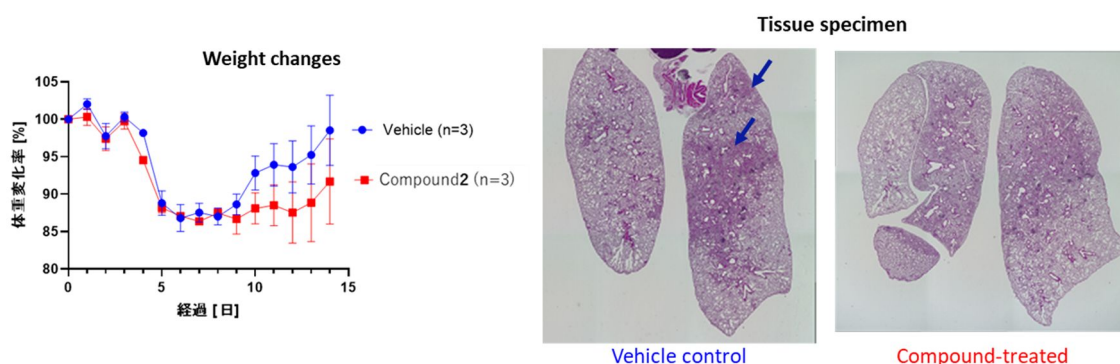 Tissue specimen
Weight changes
105
100
95
90
85
80
0
5
10
15
体重変化率 [%]
経過 [日]
Vehicle (n=3)
Compound2 (n=3)
Vehicle control
Compound-treated